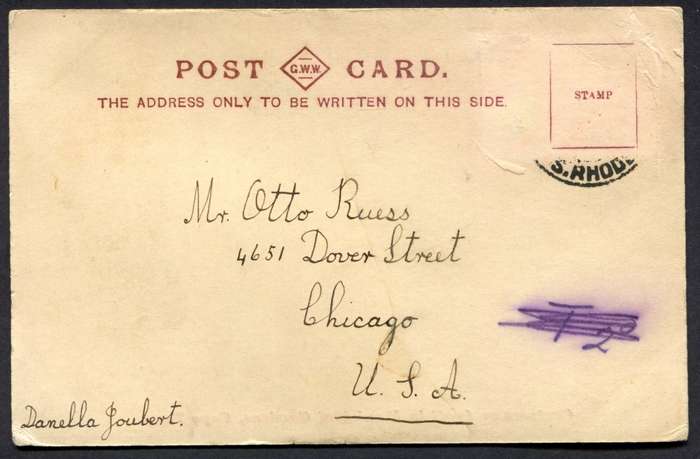 POST G.W.W. CARD.
THE ADDRESS ONLY TO BE WRITTEN ON THIS SIDE.
STAMP
S.RHOD
Mr. Otto Ruess
4651 Dover Street
Chicago
U. S. A.
T 2
Danella Joubert.